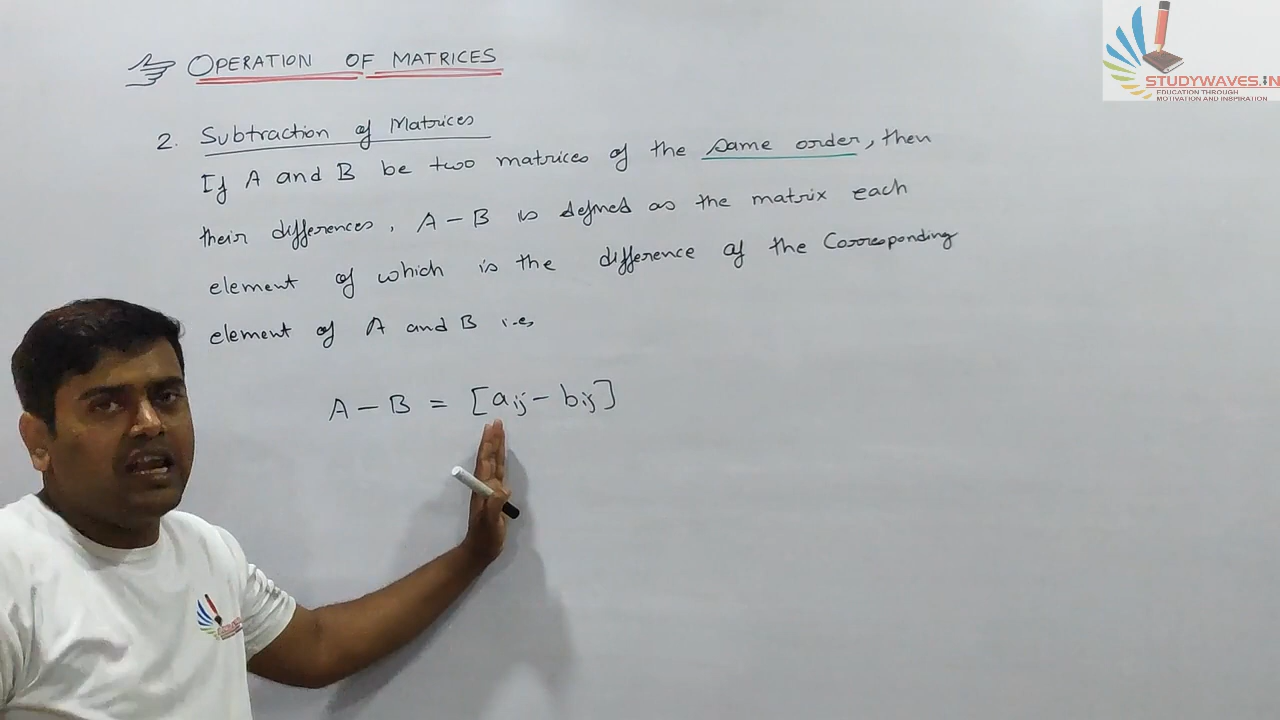 OPERATION OF MATRICES
STUDYWAVES.IN
EDUCATION THROUGH
MOTIVATION AND INSPIRATION
2. Subtraction of Matrices
If A and B be two matrices of the same order, then
their differences, A - B is defined as the matrix each
element of which is the difference of the Corresponding
element of A and B i.e,
A - B = [aij - bij]